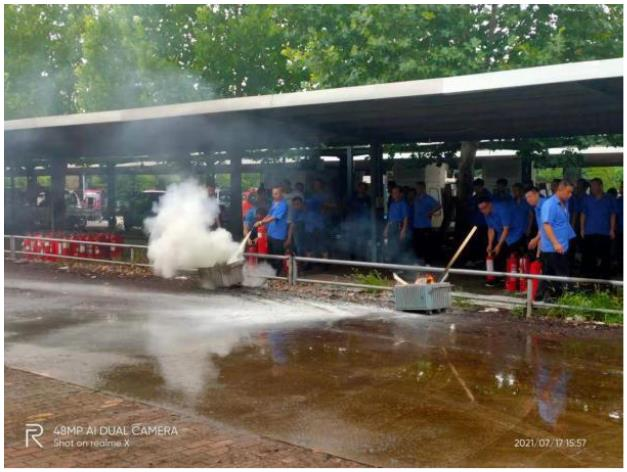 R 48MP AI DUAL CAMERA
Shot on realme X
2021/07/17 15:57